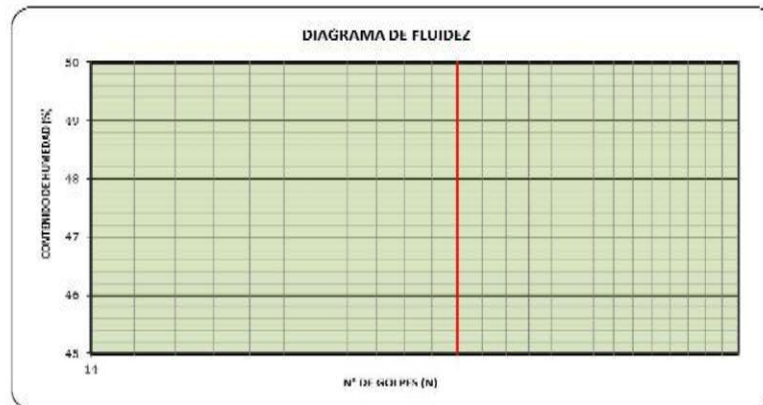 DIAGRAMA DE FLUIDEZ
50
49
48
47
46
45
CONTENIDO DE HUMEDAD (%)
N° DE GOLPES (N)